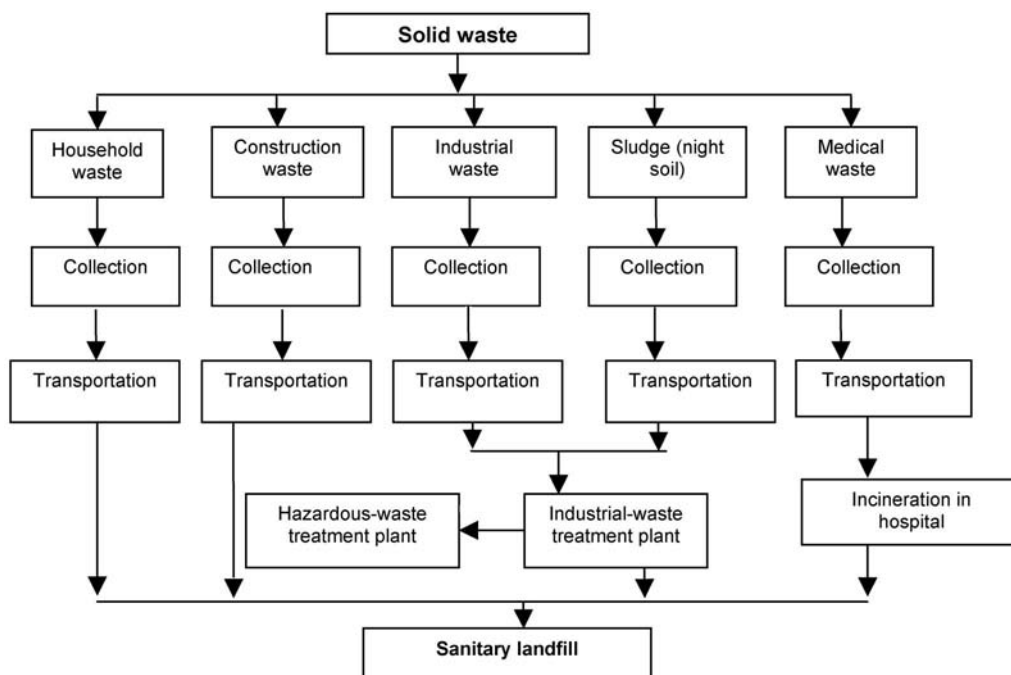 Solid waste
Household
waste
Construction
waste
Industrial
waste
Sludge (night
soil)
Medical
waste
Collection
Collection
Collection
Collection
Collection
Transportation
Transportation
Transportation
Transportation
Transportation
Hazardous-waste
treatment plant
Industrial-waste
treatment plant
Incineration in
hospital
Sanitary landfill